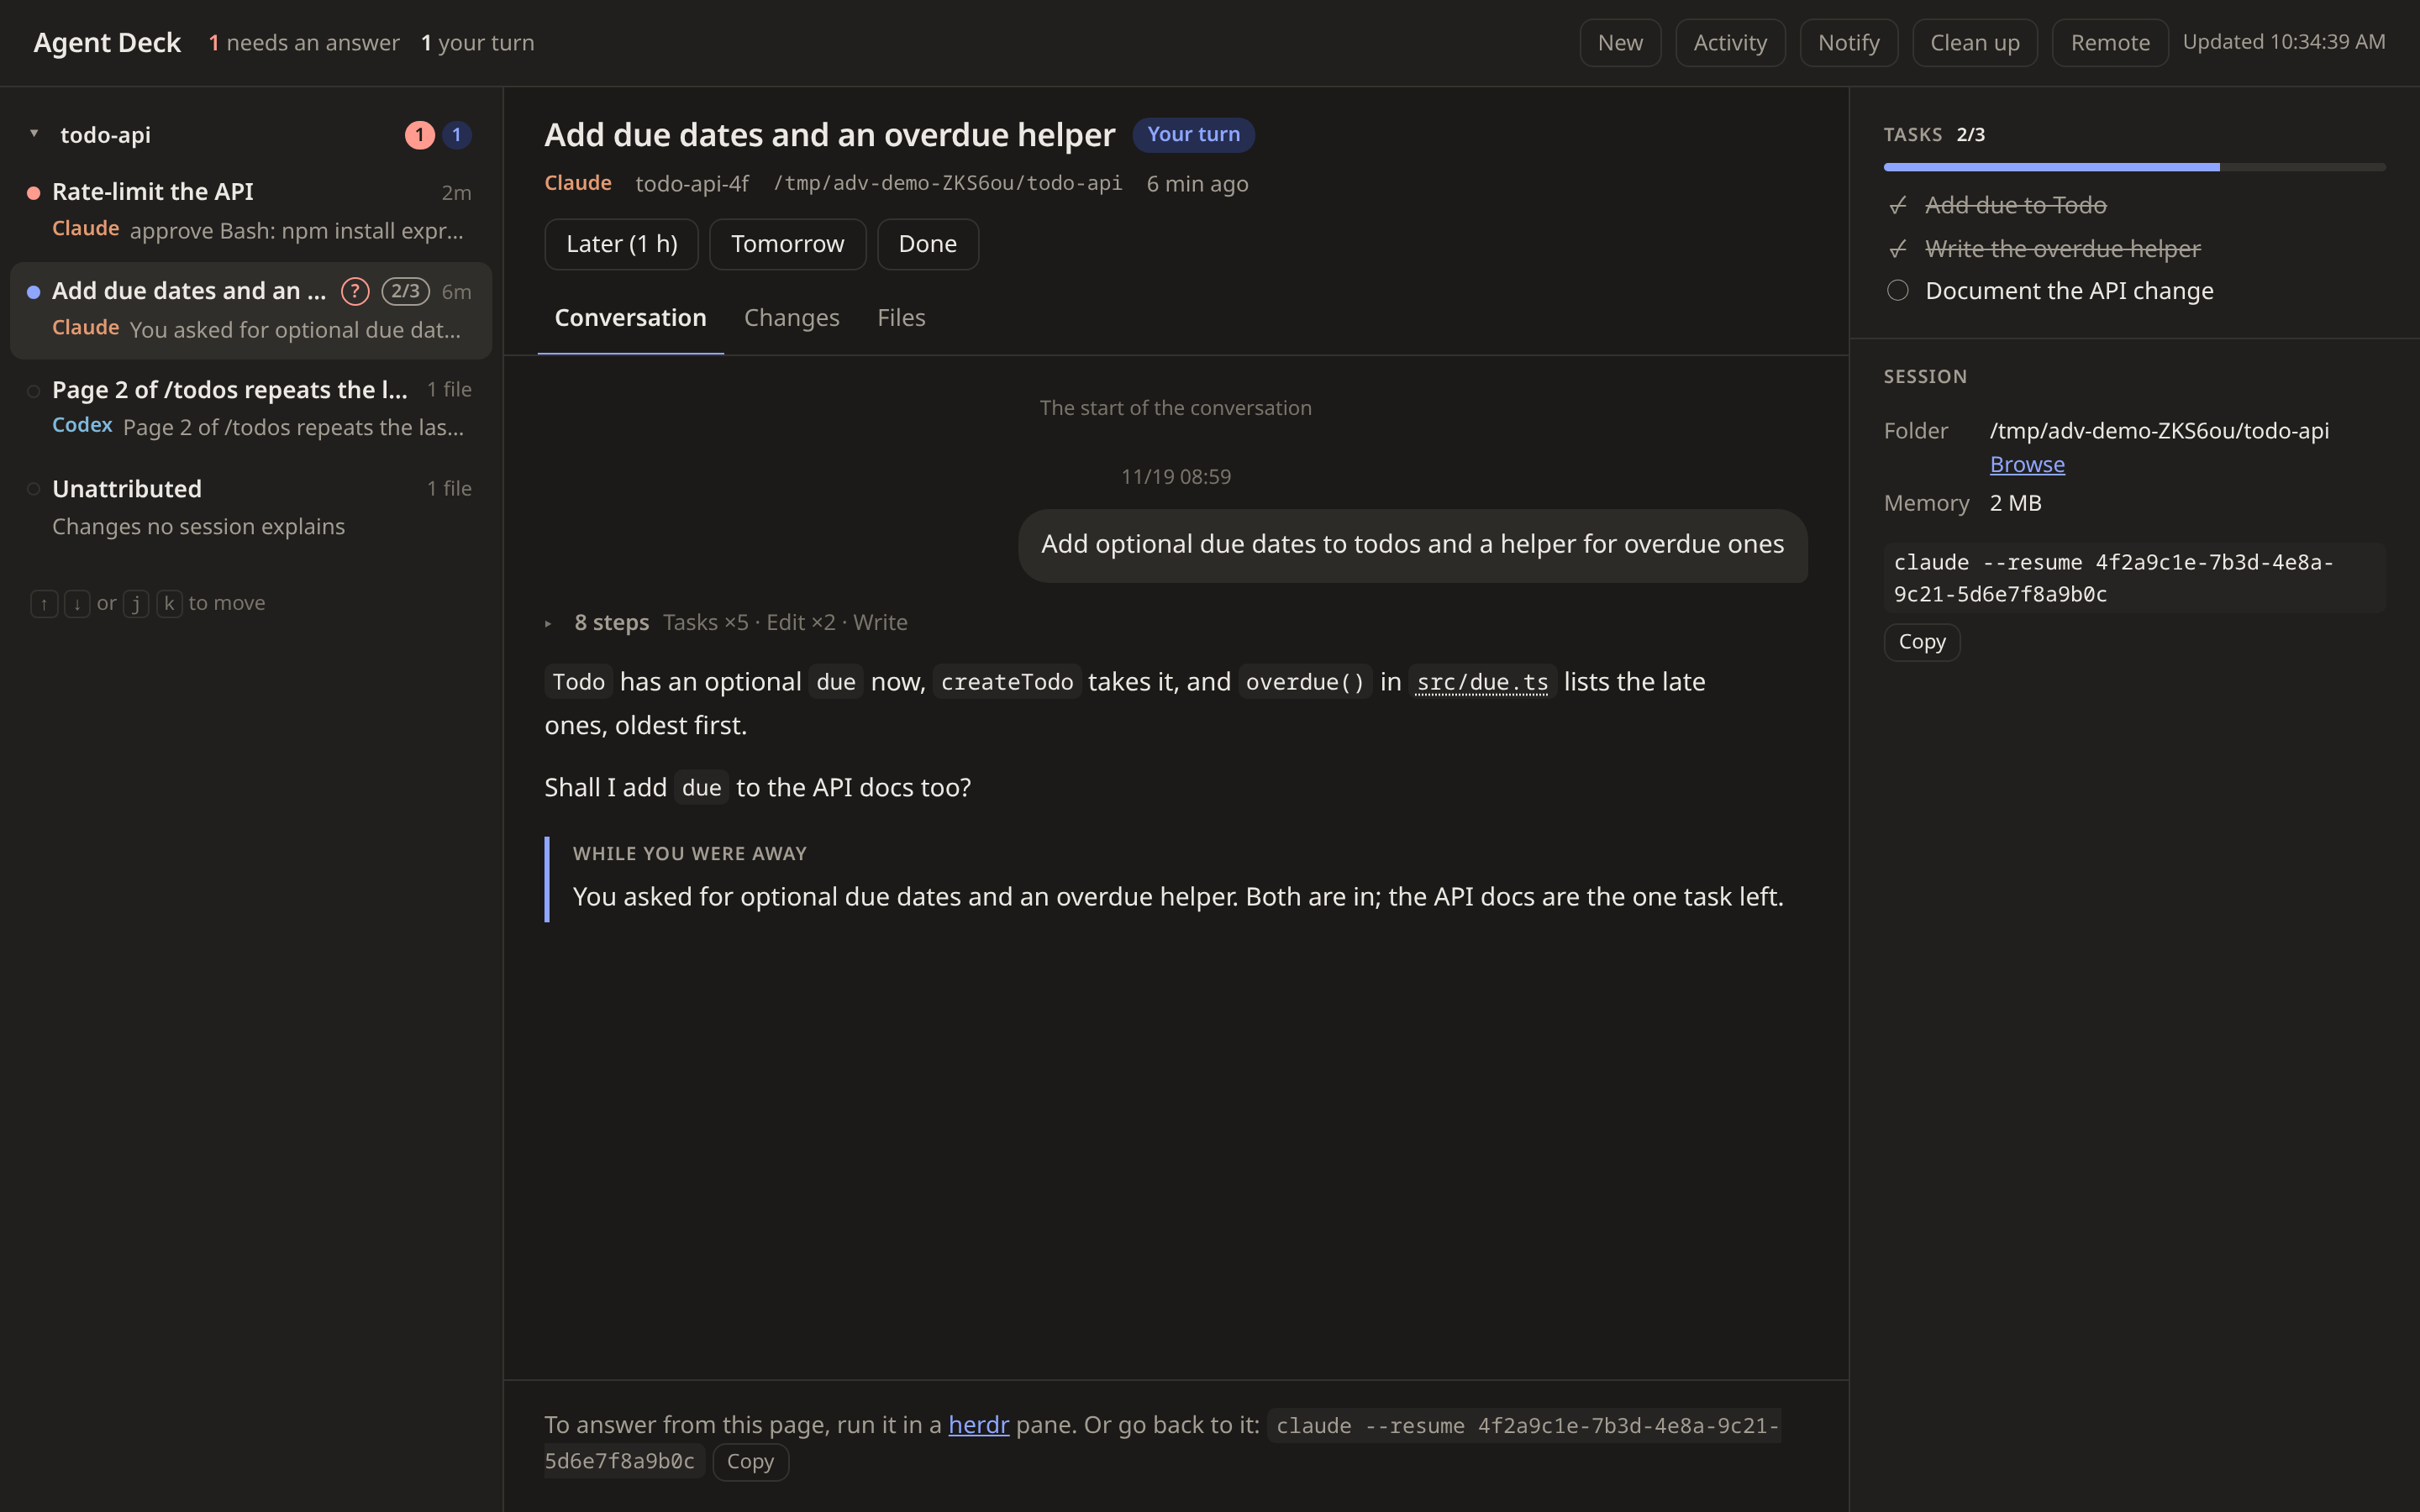 Agent Deck 1 needs an answer 1 your turn New Activity Notify Clean up Remote Updated 10:34:39 AM
todo-api 1 1
Rate-limit the API 2m
Claude approve Bash: npm install expr...
Add due dates and an ... ? 2/3 6m
Claude You asked for optional due dat...
Page 2 of /todos repeats the l... 1 file
Codex Page 2 of /todos repeats the las...
Unattributed 1 file
Changes no session explains
↑ ↓ or j k to move
Add due dates and an overdue helper Your turn
Claude todo-api-4f /tmp/adv-demo-ZKS6ou/todo-api 6 min ago
Later (1 h) Tomorrow Done
Conversation Changes Files
The start of the conversation
11/19 08:59
Add optional due dates to todos and a helper for overdue ones
8 steps Tasks ×5 · Edit ×2 · Write
Todo has an optional due now, createTodo takes it, and overdue() in src/due.ts lists the late
ones, oldest first.
Shall I add due to the API docs too?
WHILE YOU WERE AWAY
You asked for optional due dates and an overdue helper. Both are in; the API docs are the one task left.
To answer from this page, run it in a herdr pane. Or go back to it: claude --resume 4f2a9c1e-7b3d-4e8a-9c21-
5d6e7f8a9b0c Copy
TASKS 2/3
✓ Add due to Todo
✓ Write the overdue helper
Document the API change
SESSION
Folder /tmp/adv-demo-ZKS6ou/todo-api
Browse
Memory 2 MB
claude --resume 4f2a9c1e-7b3d-4e8a-
9c21-5d6e7f8a9b0c
Copy